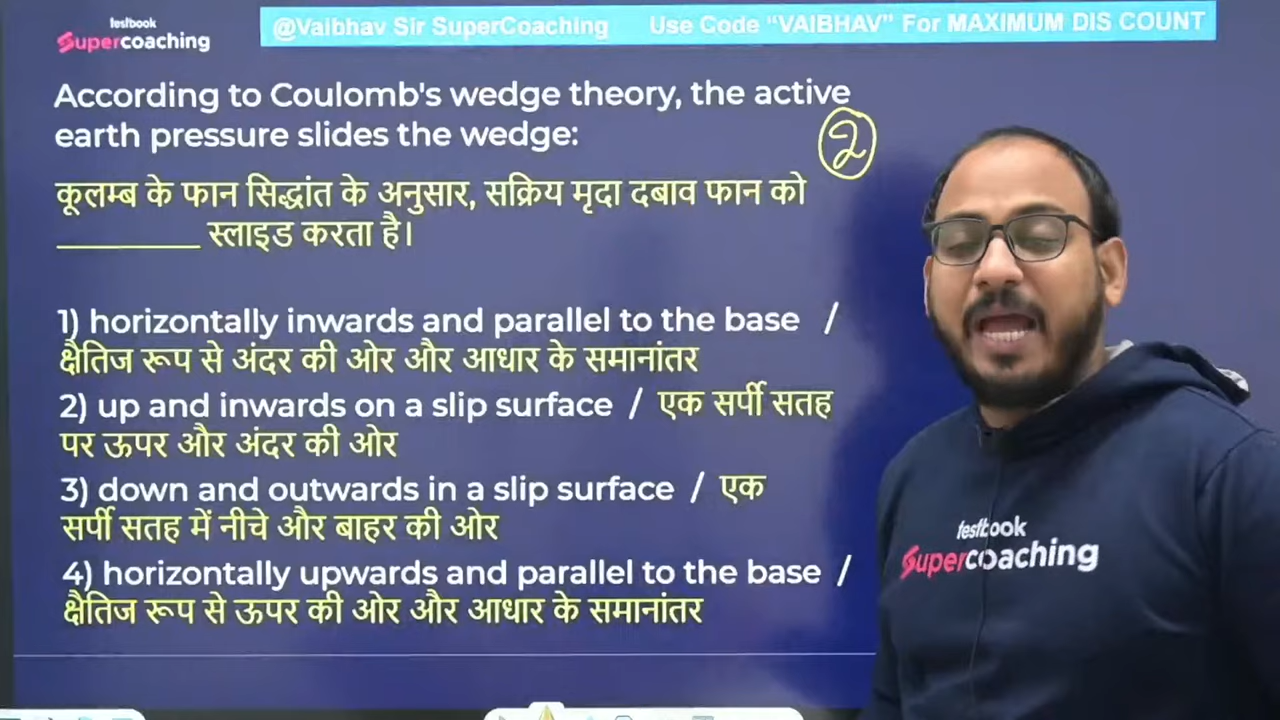 testbook
Supercoaching
@Vaibhav Sir SuperCoaching Use Code "VAIBHAV" For MAXIMUM DIS COUNT
According to Coulomb's wedge theory, the active
earth pressure slides the wedge:
2
कूलम्ब के फान सिद्धांत के अनुसार, सक्रिय मृदा दबाव फान को
________ स्लाइड करता है।
1) horizontally inwards and parallel to the base /
क्षैतिज रूप से अंदर की ओर और आधार के समानांतर
2) up and inwards on a slip surface / एक सर्पी सतह
पर ऊपर और अंदर की ओर
3) down and outwards in a slip surface / एक
सर्पी सतह में नीचे और बाहर की ओर
4) horizontally upwards and parallel to the base /
क्षैतिज रूप से ऊपर की ओर और आधार के समानांतर
testbook
Supercoaching